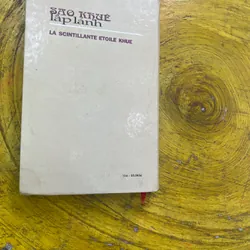 SAO KHUÊ
lấp lánh
LA SCINTILLANTE ETOILE KHUE